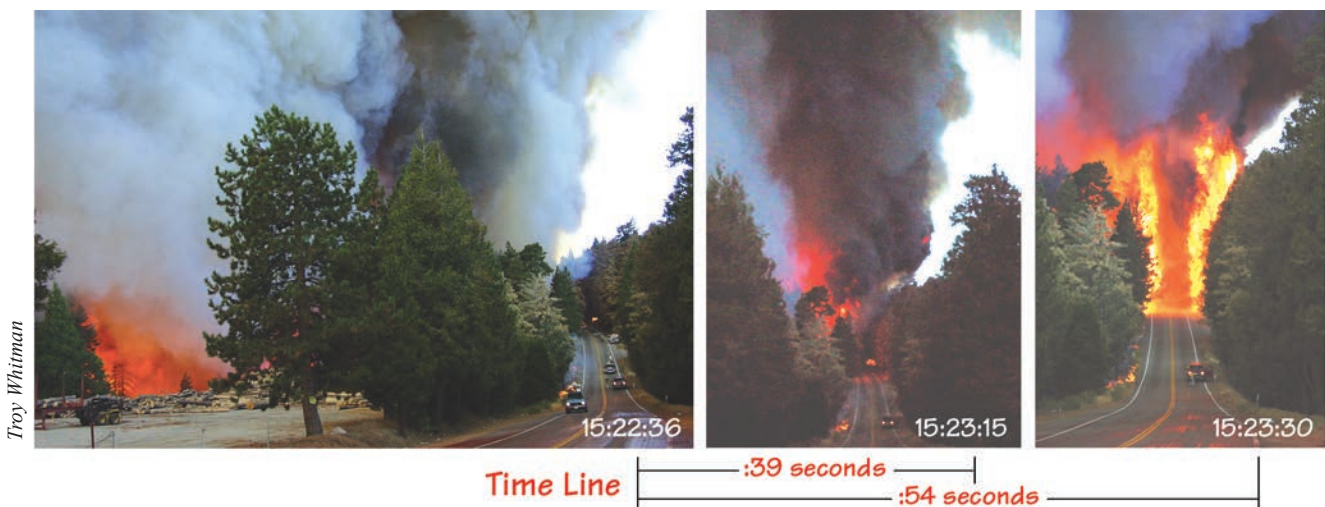 Troy Whitman
15:22:36
15:23:15
15:23:30
Time Line
:39 seconds
:54 seconds